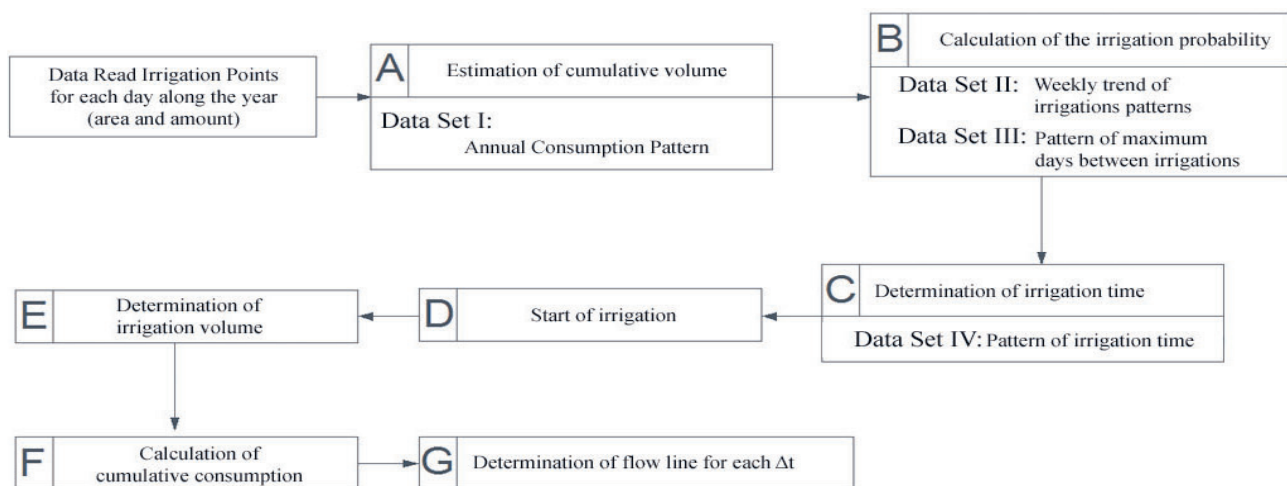 Data Read Irrigation Points
for each day along the year
(area and amount)
A
Estimation of cumulative volume
Data Set I:
Annual Consumption Pattern
B
Calculation of the irrigation probability
Data Set II: Weekly trend of
irrigations patterns
Data Set III: Pattern of maximum
days between irrigations
C
Determination of irrigation time
Data Set IV: Pattern of irrigation time
D
Start of irrigation
E
Determination of
irrigation volume
F
Calculation of
cumulative consumption
G
Determination of flow line for each Δt